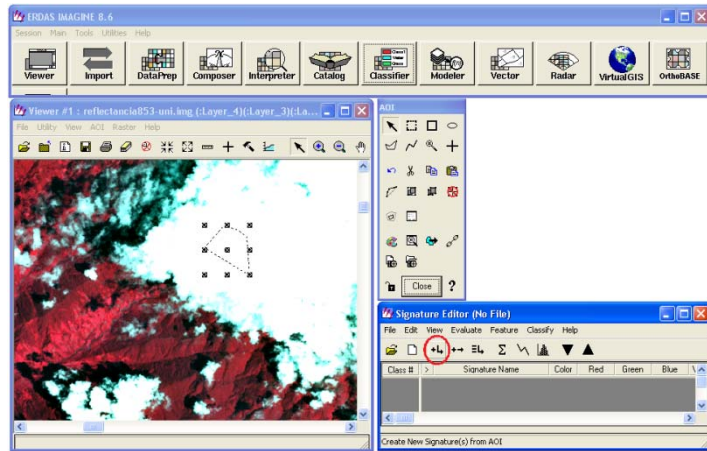 ERDAS IMAGINE 8.6
Session Main Tools Utilities Help
Viewer Import DataPrep Composer Interpreter Catalog Classifier Modeler Vector Radar VirtualGIS OrthoBASE
Viewer #1 : reflectancia853-uni.img (:Layer_4)(:Layer_3)(:La...
File Utility View AOI Raster Help
AOI
Close ?
Signature Editor (No File)
File Edit View Evaluate Feature Classify Help
Class # > Signature Name Color Red Green Blue
Create New Signature(s) from AOI